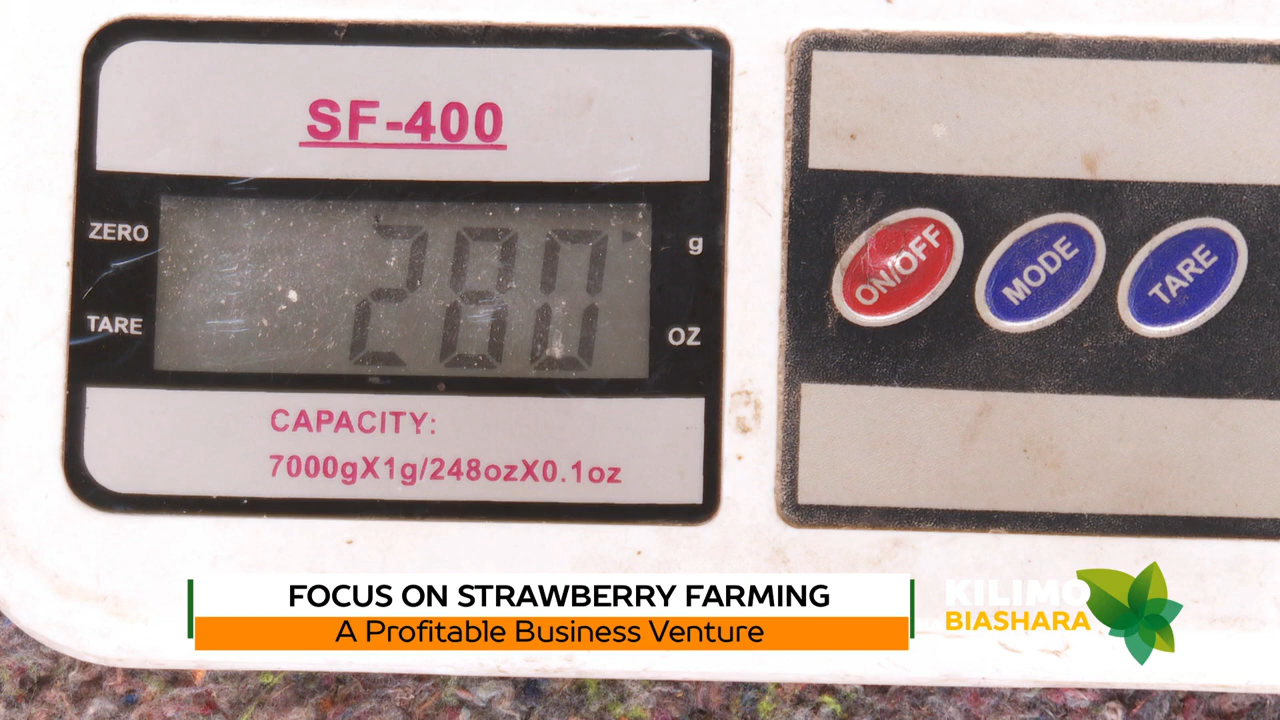 SF-400
ZERO
TARE
280
g
OZ
CAPACITY:
7000gX1g/248ozX0.1oz
ON/OFF
MODE
TARE
FOCUS ON STRAWBERRY FARMING
A Profitable Business Venture
KILIMO
BIASHARA